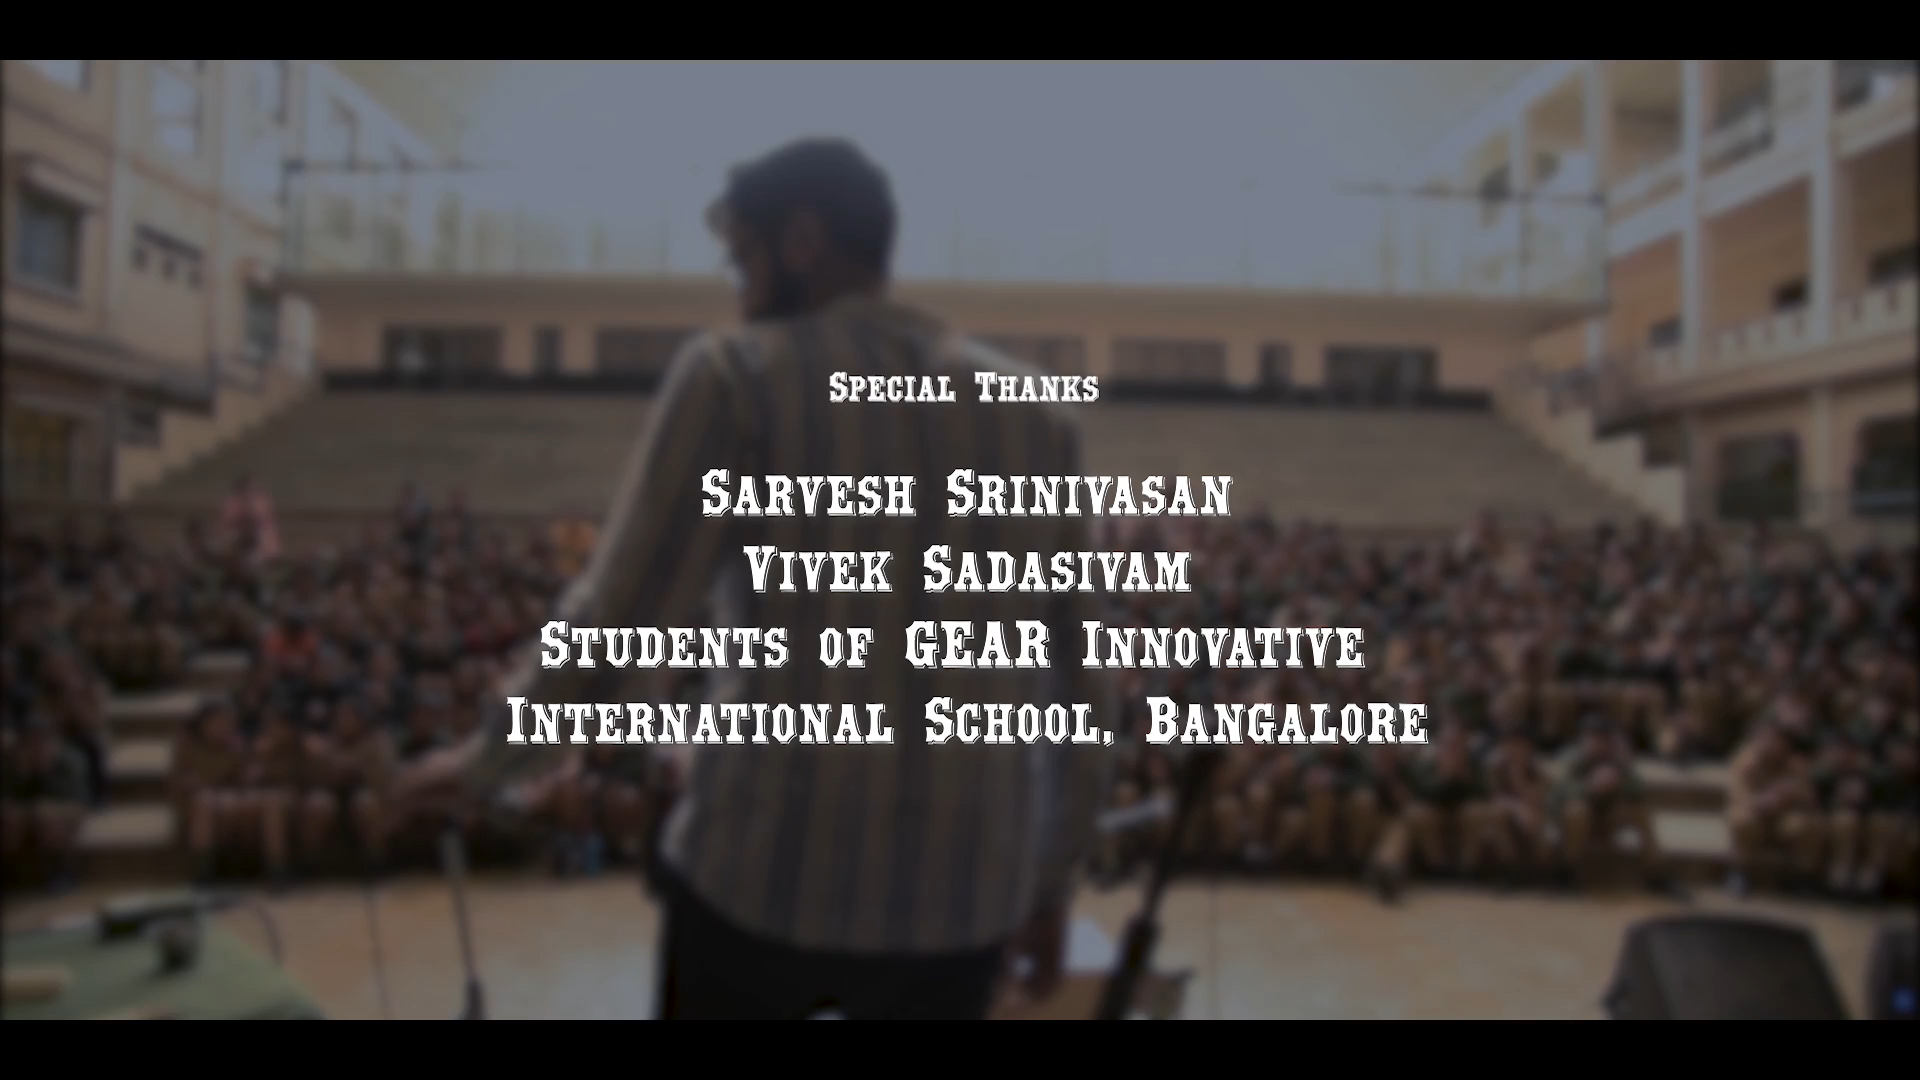 Special Thanks
Sarvesh Srinivasan
Vivek Sadasivam
Students of GEAR Innovative
International School, Bangalore